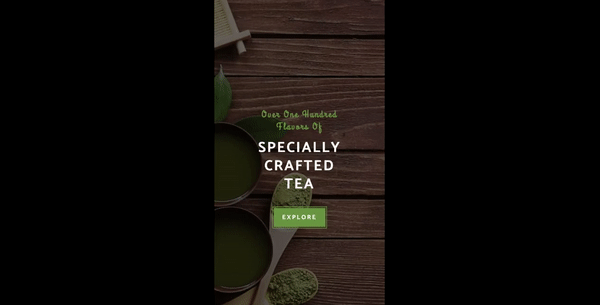 Over One Hundred
Flavors Of
SPECIALLY
CRAFTED
TEA
EXPLORE